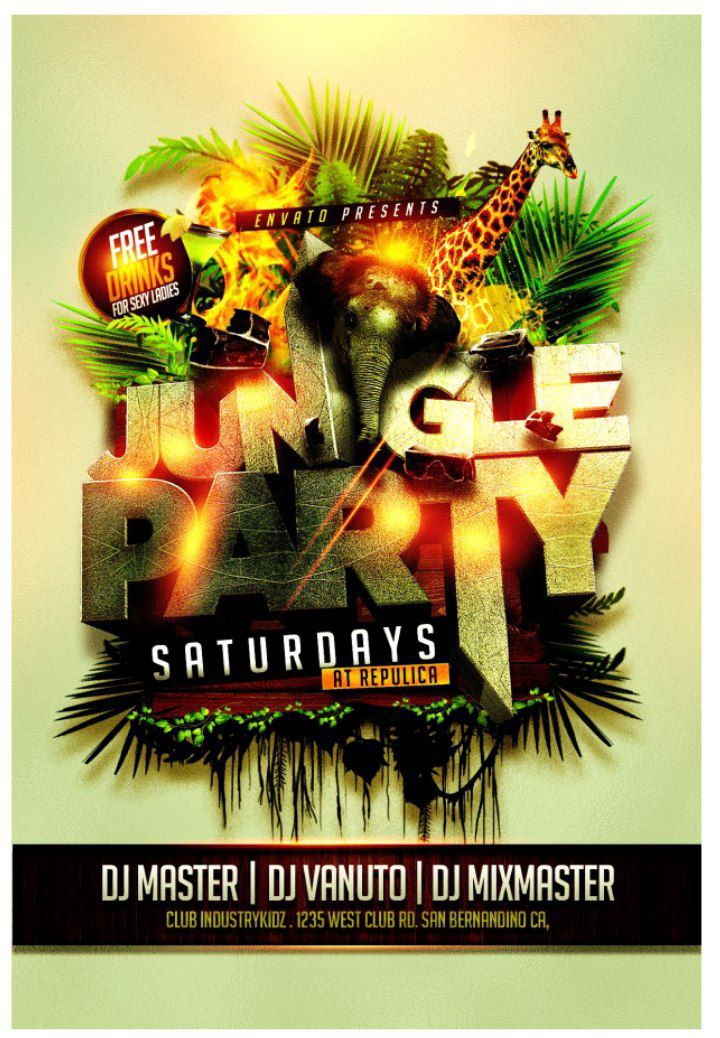 ENVATO PRESENTS
FREE
DRINKS
FOR SEXY LADIES
JUNGLE
PARTY
SATURDAYS
AT REPULICA
DJ MASTER | DJ VANUTO | DJ MIXMASTER
CLUB INDUSTRYKIDZ . 1235 WEST CLUB RD. SAN BERNANDINO CA,